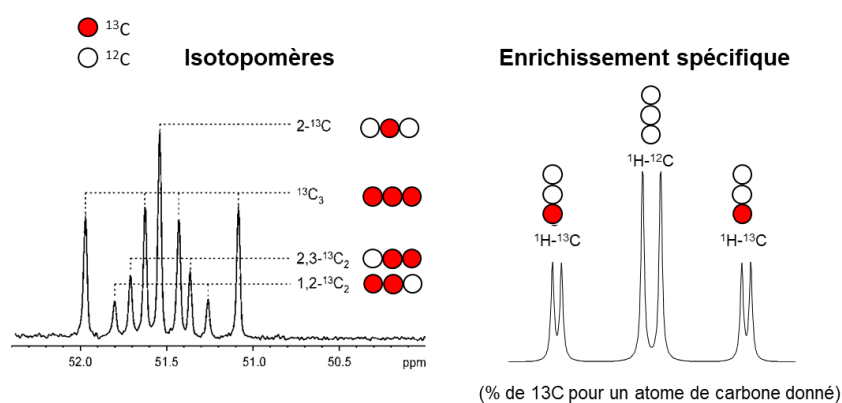 ¹³C
¹²C
Isotopomères
2-¹³C
¹³C₃
2,3-¹³C₂
1,2-¹³C₂
52.0 51.5 51.0 50.5 ppm
Enrichissement spécifique
¹H-¹²C
¹H-¹³C ¹H-¹³C
(% de 13C pour un atome de carbone donné)